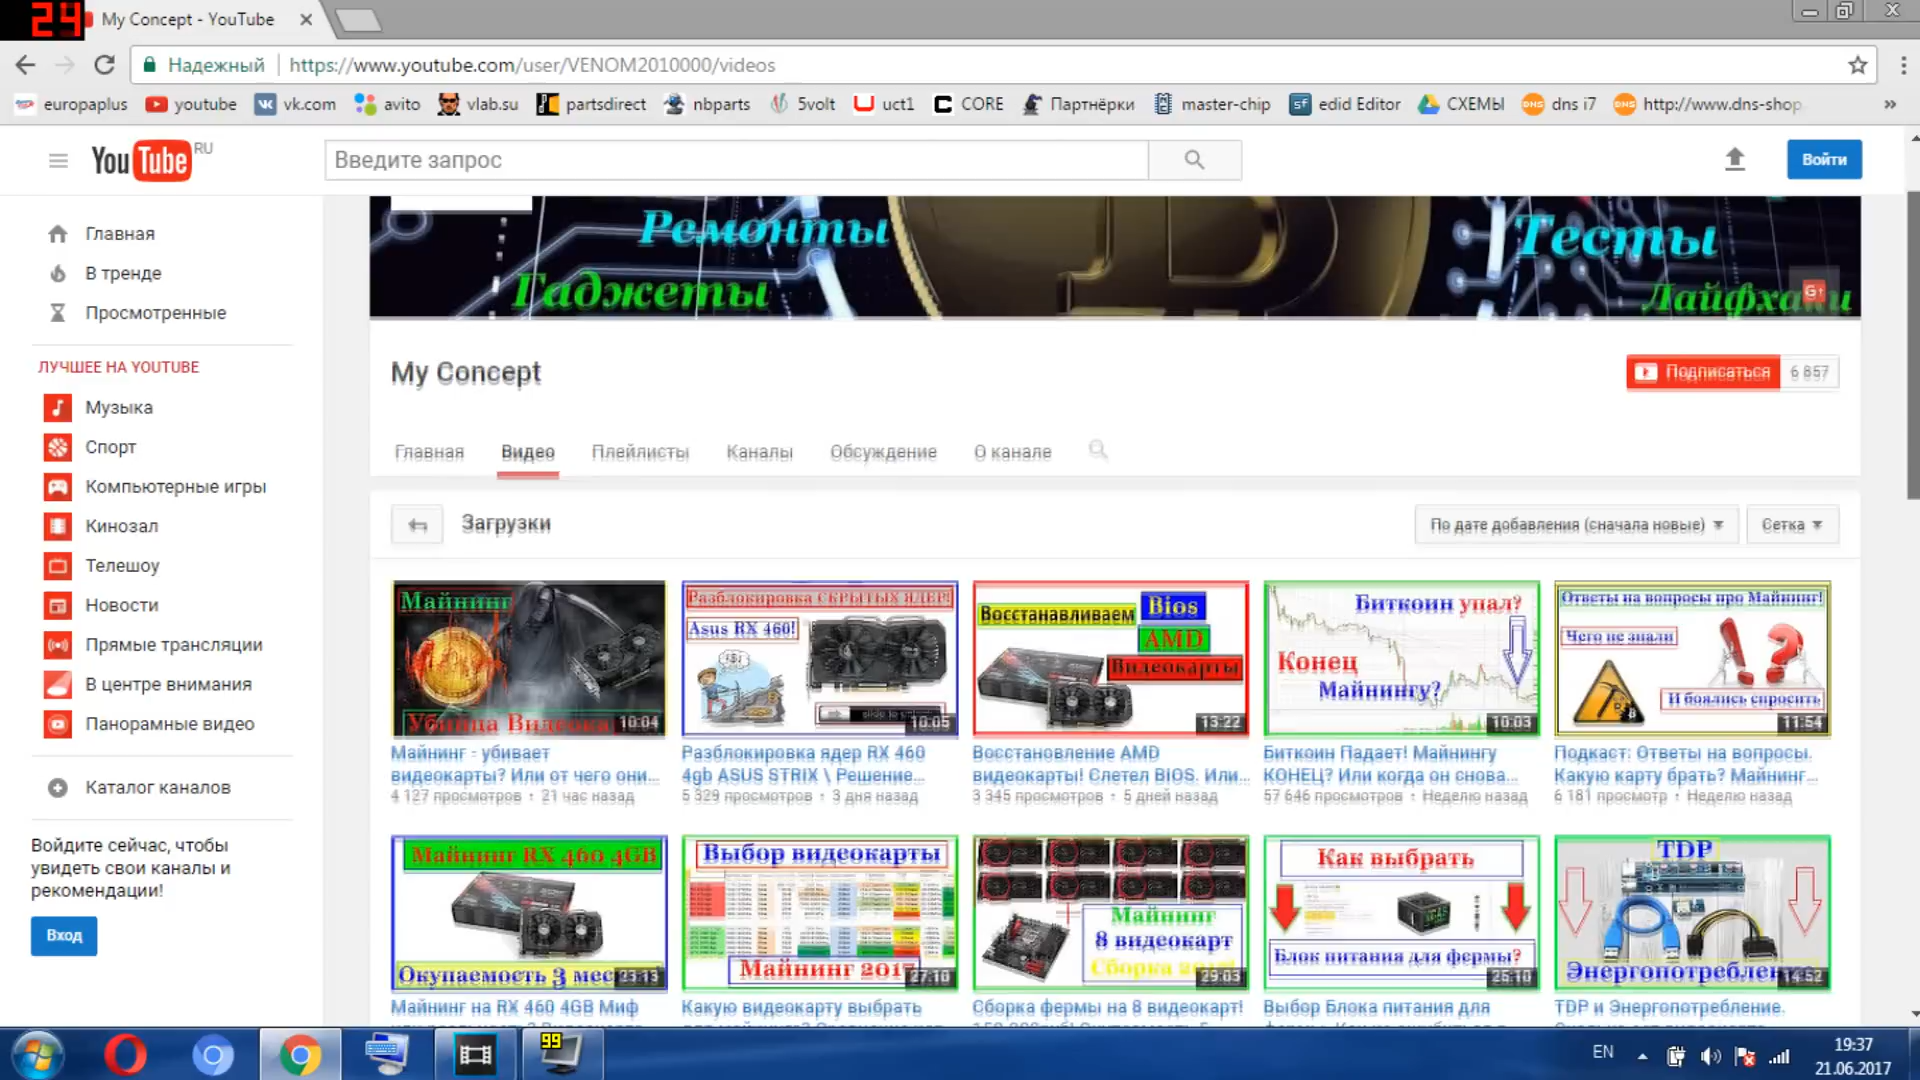 24
My Concept - YouTube
Надежный
https://www.youtube.com/user/VENOM2010000/videos
europaplus youtube vk.com avito vlab.su partsdirect nbparts 5volt uct1 CORE Партнёрки master-chip edid Editor СХЕМЫ dns i7 http://www.dns-shop
YouTube RU
Введите запрос
Войти
Главная
В тренде
Просмотренные
ЛУЧШЕЕ НА YOUTUBE
Музыка
Спорт
Компьютерные игры
Кинозал
Телешоу
Новости
Прямые трансляции
В центре внимания
Панорамные видео
Каталог каналов
Войдите сейчас, чтобы
увидеть свои каналы и
рекомендации!
Вход
Ремонты
Гаджеты
Тесты
Лайфхаки
G+
My Concept
Подписаться 6 857
Главная Видео Плейлисты Каналы Обсуждение О канале
Загрузки
По дате добавления (сначала новые)
Сетка
Майнинг
Убийца Видеока
10:04
Майнинг - убивает
видеокарты? Или от чего они...
4 127 просмотров • 21 час назад
Разблокировка СКРЫТЫХ ЯДЕР!
Asus RX 460!
10:05
Разблокировка ядер RX 460
4gb ASUS STRIX \ Решение...
5 329 просмотров • 3 дня назад
Восстанавливаем Bios
AMD
Видеокарты
13:22
Восстановление AMD
видеокарты! Слетел BIOS. Или...
3 345 просмотров • 5 дней назад
Биткоин упал?
Конец
Майнингу?
10:03
Биткоин Падает! Майнингу
КОНЕЦ? Или когда он снова...
57 646 просмотров • Неделю назад
Ответы на вопросы про Майнинг!
Чего не знали
И боялись спросить
11:54
Подкаст: Ответы на вопросы.
Какую карту брать? Майнинг...
6 181 просмотр • Неделю назад
Майнинг RX 460 4GB
Окупаемость 3 мес
23:13
Майнинг на RX 460 4GB Миф
Выбор видеокарты
Майнинг 2017
27:10
Какую видеокарту выбрать
Майнинг
8 видеокарт
Сборка
29:03
Сборка фермы на 8 видеокарт!
Как выбрать
Блок питания для фермы?
25:10
Выбор Блока питания для
TDP
Энергопотреблен
14:52
TDP и Энергопотребление.
99
EN
19:37
21.06.2017